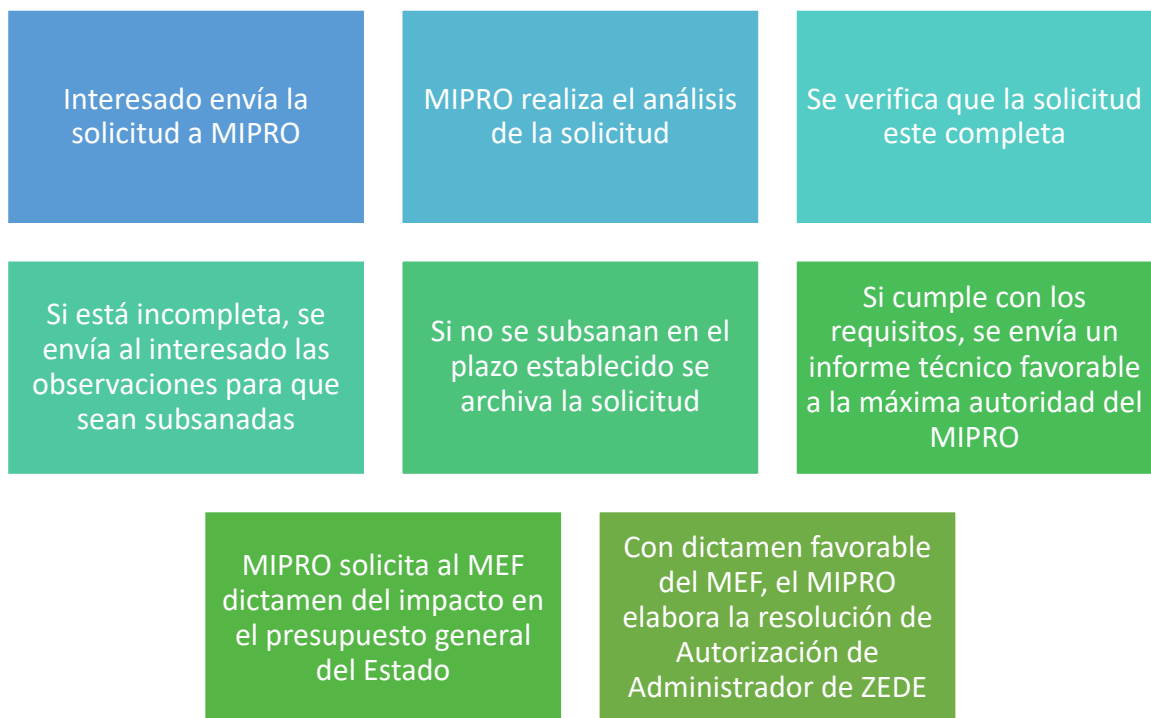 Interesado envía la
solicitud a MIPRO
MIPRO realiza el análisis
de la solicitud
Se verifica que la solicitud
este completa
Si está incompleta, se
envía al interesado las
observaciones para que
sean subsanadas
Si no se subsanan en el
plazo establecido se
archiva la solicitud
Si cumple con los
requisitos, se envía un
informe técnico favorable
a la máxima autoridad del
MIPRO
MIPRO solicita al MEF
dictamen del impacto en
el presupuesto general
del Estado
Con dictamen favorable
del MEF, el MIPRO
elabora la resolución de
Autorización de
Administrador de ZEDE